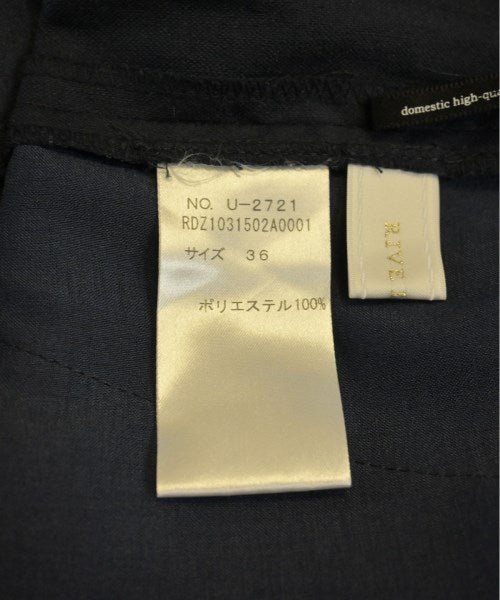 domestic high-qua
NO. U-2721
RDZ1031502A0001
サイズ 36
ポリエステル100%
RIVE